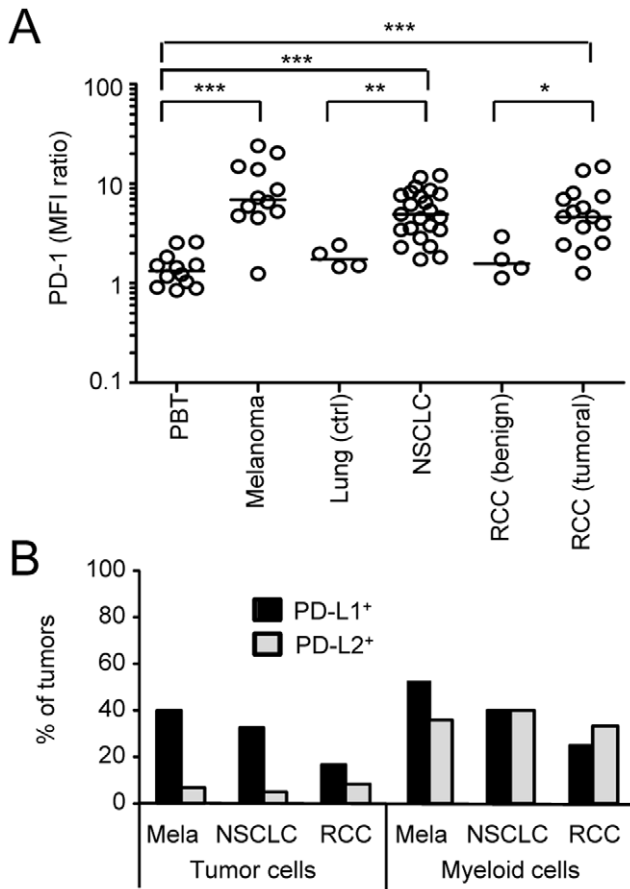 A
***
***
***
**
*
100
10
1
0.1
PD-1 (MFI ratio)
PBT
Melanoma
Lung (ctrl)
NSCLC
RCC (benign)
RCC (tumoral)
B
100
80
60
40
20
0
% of tumors
PD-L1⁺
PD-L2⁺
Mela NSCLC RCC Mela NSCLC RCC
Tumor cells Myeloid cells